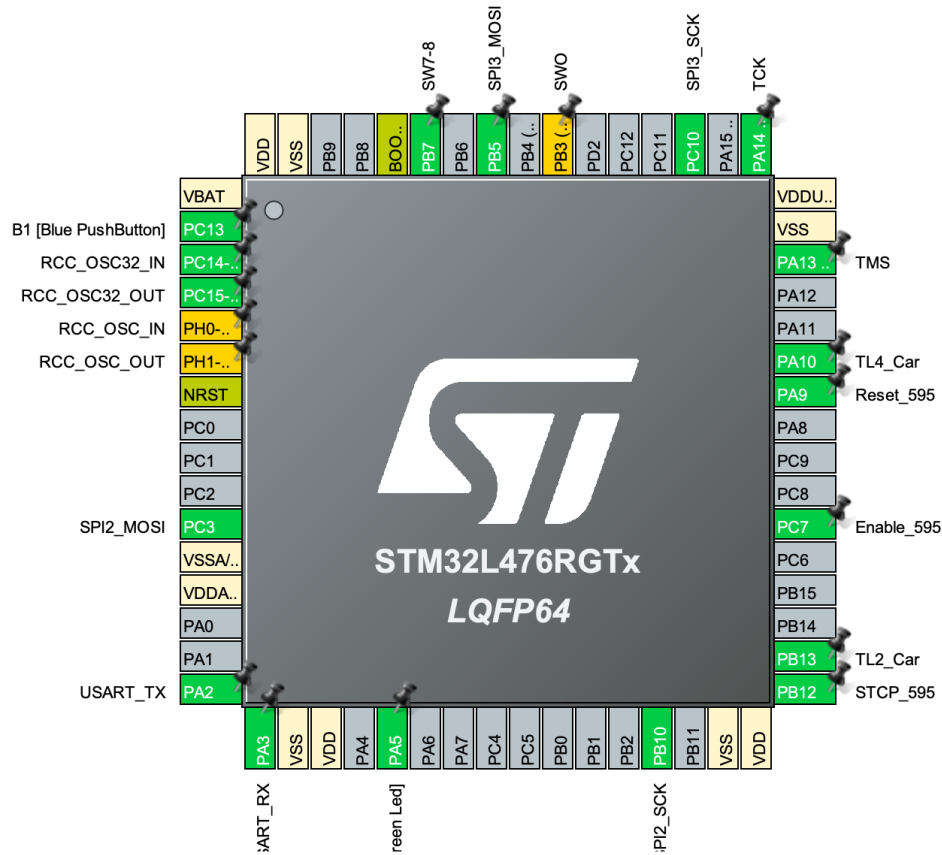 SW7-8
SPI3_MOSI
SWO
SPI3_SCK
TCK
VDD
VSS
PB9
PB8
BOO..
PB7
PB6
PB5
PB4 (..
PB3 (..
PD2
PC12
PC11
PC10
PA15 ..
PA14 ..
VBAT
B1 [Blue PushButton] PC13
RCC_OSC32_IN PC14-..
RCC_OSC32_OUT PC15-..
RCC_OSC_IN PH0-..
RCC_OSC_OUT PH1-..
NRST
PC0
PC1
PC2
SPI2_MOSI PC3
VSSA/..
VDDA..
PA0
PA1
USART_TX PA2
ST
STM32L476RGTx
LQFP64
VDDU..
VSS
PA13 .. TMS
PA12
PA11
PA10 TL4_Car
PA9 Reset_595
PA8
PC9
PC8
PC7 Enable_595
PC6
PB15
PB14
PB13 TL2_Car
PB12 STCP_595
PA3
VSS
VDD
PA4
PA5
PA6
PA7
PC4
PC5
PB0
PB1
PB2
PB10
PB11
VSS
VDD
SART_RX
reen Led]
SPI2_SCK